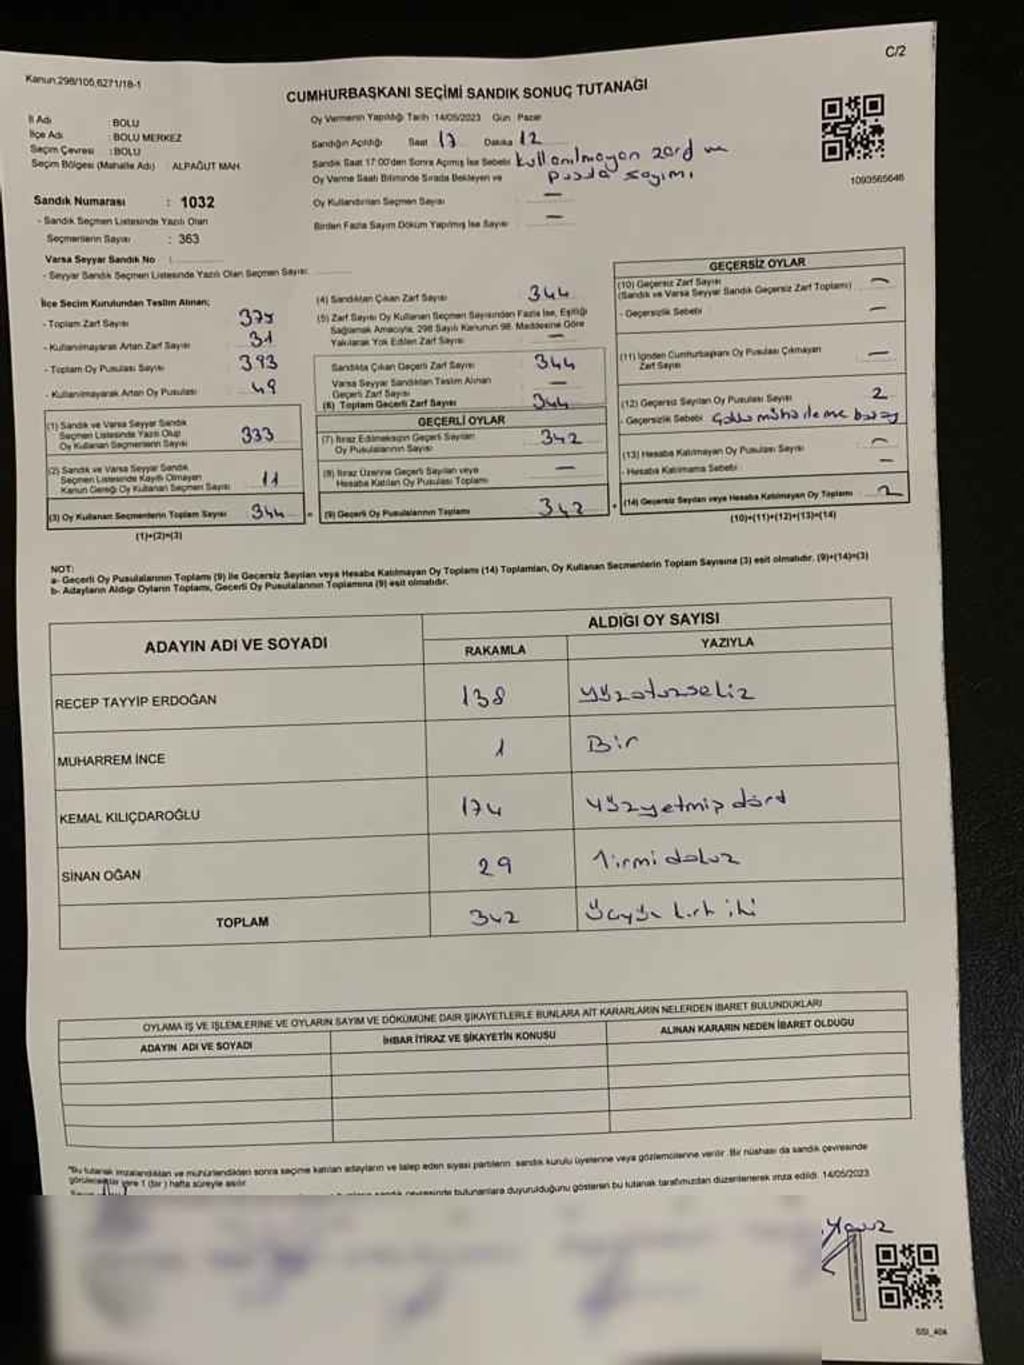 C/2
Kanun:298/105,6271/18-1
CUMHURBAŞKANI SEÇİMİ SANDIK SONUÇ TUTANAĞI
İl Adı : BOLU
İlçe Adı : BOLU MERKEZ
Seçim Çevresi : BOLU
Seçim Bölgesi (Mahalle Adı) ALPAĞUT MAH.
Oy Vermenin Yapıldığı Tarih :14/05/2023 Gün : Pazar
Sandığın Açıldığı Saat 17 Dakika 12
Sandık Saat 17:00'den Sonra Açılmış İse Sebebi kullanılmayan zarf ve
pusula sayımı
Oy Verme Saati Bitiminde Sırada Bekleyen ve
Oy Kullandırılan Seçmen Sayısı —
Birden Fazla Sayım Döküm Yapılmış İse Sayısı —
1093565646
Sandık Numarası : 1032
- Sandık Seçmen Listesinde Yazılı Olan
Seçmenlerin Sayısı : 363
Varsa Seyyar Sandık No :
- Seyyar Sandık Seçmen Listesinde Yazılı Olan Seçmen Sayısı:
İlçe Seçim Kurulundan Teslim Alınan;
- Toplam Zarf Sayısı 375
- Kullanılmayarak Artan Zarf Sayısı 31
- Toplam Oy Pusulası Sayısı 393
- Kullanılmayarak Artan Oy Pusulası 49
(1) Sandık ve Varsa Seyyar Sandık
Seçmen Listesinde Yazılı Olup
Oy Kullanan Seçmenlerin Sayısı 333
(2) Sandık ve Varsa Seyyar Sandık
Seçmen Listesinde Kayıtlı Olmayan
Kanun Gereği Oy Kullanan Seçmen Sayısı 11
(3) Oy Kullanan Seçmenlerin Toplam Sayısı 344
(1)+(2)=(3)
(4) Sandıktan Çıkan Zarf Sayısı 344
(5) Zarf Sayısı Oy Kullanan Seçmen Sayısından Fazla İse, Eşitliği
Sağlamak Amacıyla, 298 Sayılı Kanunun 98. Maddesine Göre
Yakılarak Yok Edilen Zarf Sayısı —
Sandıkta Çıkan Geçerli Zarf Sayısı 344
Varsa Seyyar Sandıktan Teslim Alınan
Geçerli Zarf Sayısı —
(6) Toplam Geçerli Zarf Sayısı 344
GEÇERLİ OYLAR
(7) İtiraz Edilmeksizin Geçerli Sayılan
Oy Pusulasının Sayısı 342
(8) İtiraz Üzerine Geçerli Sayılan veya
Hesaba Katılan Oy Pusulası Toplamı —
= (9) Geçerli Oy Pusulalarının Toplamı 342
GEÇERSİZ OYLAR
(10) Geçersiz Zarf Sayısı
(Sandık ve Varsa Seyyar Sandık Geçersiz Zarf Toplamı) —
- Geçersizlik Sebebi —
(11) İçinden Cumhurbaşkanı Oy Pusulası Çıkmayan
Zarf Sayısı —
(12) Geçersiz Sayılan Oy Pusulası Sayısı 2
- Geçersizlik Sebebi
(13) Hesaba Katılmayan Oy Pusulası Sayısı —
- Hesaba Katılmama Sebebi —
+ (14) Geçersiz Sayılan veya Hesaba Katılmayan Oy Toplamı 2
(10)+(11)+(12)+(13)=(14)
NOT:
a- Geçerli Oy Pusulalarının Toplamı (9) ile Geçersiz Sayılan veya Hesaba Katılmayan Oy Toplamı (14) Toplamları, Oy Kullanan Seçmenlerin Toplam Sayısına (3) eşit olmalıdır. (9)+(14)=(3)
b- Adayların Aldığı Oyların Toplamı, Geçerli Oy Pusulalarının Toplamına (9) eşit olmalıdır.
ADAYIN ADI VE SOYADI
ALDIĞI OY SAYISI
RAKAMLA YAZIYLA
RECEP TAYYİP ERDOĞAN 138 yüzotuzsekiz
MUHARREM İNCE 1 Bir
KEMAL KILIÇDAROĞLU 174 yüzyetmiş dört
SİNAN OĞAN 29 Yirmidokuz
TOPLAM 342 Üçyüz kırk iki
OYLAMA İŞ VE İŞLEMLERİNE VE OYLARIN SAYIM VE DÖKÜMÜNE DAİR ŞİKAYETLERLE BUNLARA AİT KARARLARIN NELERDEN İBARET BULUNDUKLARI
ADAYIN ADI VE SOYADI İHBAR İTİRAZ VE ŞİKAYETİN KONUSU ALINAN KARARIN NEDEN İBARET OLDUĞU
"Bu tutanak imzalandıktan ve mühürlendikten sonra seçime katılan adayların ve talep eden siyasi partilerin sandık kurulu üyelerine veya gözlemcilerine verilir. Bir nüshası da sandık çevresinde
görülecek bir yere 1 (bir) hafta süreyle asılır.
sandık çevresinde bulunanlara duyurulduğunu gösteren bu tutanak tarafımızdan düzenlenerek imza edildi. 14/05/2023